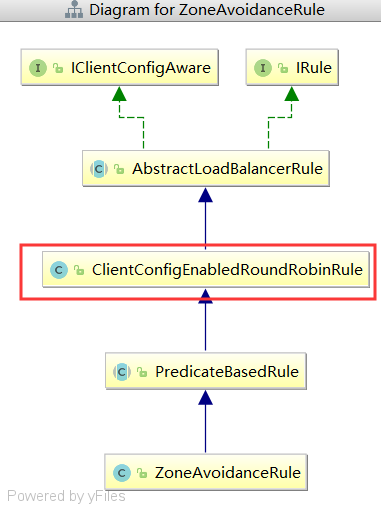 Diagram for ZoneAvoidanceRule
I IClientConfigAware
I IRule
C AbstractLoadBalancerRule
C ClientConfigEnabledRoundRobinRule
C PredicateBasedRule
C ZoneAvoidanceRule
Powered by yFiles